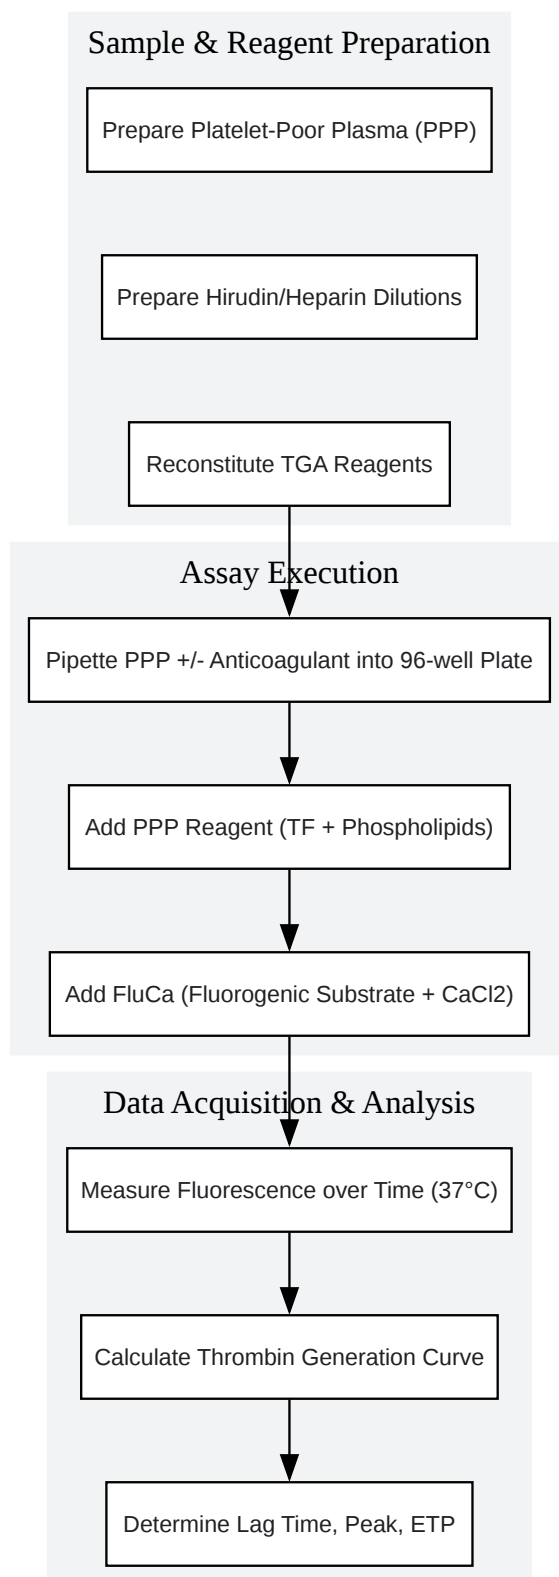 Sample & Reagent Preparation
Prepare Platelet-Poor Plasma (PPP)
Prepare Hirudin/Heparin Dilutions
Reconstitute TGA Reagents
Assay Execution
Pipette PPP +/- Anticoagulant into 96-well Plate
Add PPP Reagent (TF + Phospholipids)
Add FluCa (Fluorogenic Substrate + CaCl2)
Data Acquisition & Analysis
Measure Fluorescence over Time (37°C)
Calculate Thrombin Generation Curve
Determine Lag Time, Peak, ETP